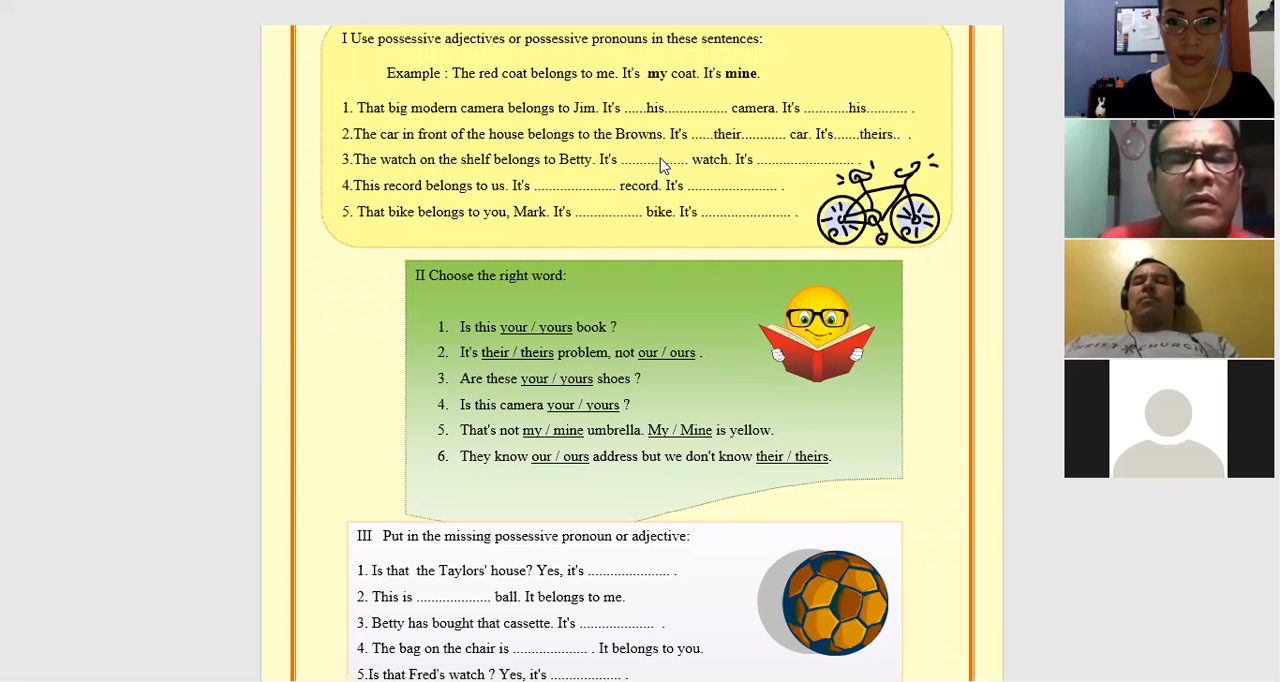 I Use possessive adjectives or possessive pronouns in these sentences:
Example : The red coat belongs to me. It's my coat. It's mine.
1. That big modern camera belongs to Jim. It's ......his................. camera. It's ............his.......... .
2.The car in front of the house belongs to the Browns. It's ......their............ car. It's.......theirs.. .
3.The watch on the shelf belongs to Betty. It's .................. watch. It's .......................... .
4.This record belongs to us. It's ...................... record. It's ........................ .
5. That bike belongs to you, Mark. It's .................. bike. It's ........................ .
II Choose the right word:
1. Is this your / yours book ?
2. It's their / theirs problem, not our / ours .
3. Are these your / yours shoes ?
4. Is this camera your / yours ?
5. That's not my / mine umbrella. My / Mine is yellow.
6. They know our / ours address but we don't know their / theirs.
III Put in the missing possessive pronoun or adjective:
1. Is that the Taylors' house? Yes, it's ...................... .
2. This is .................... ball. It belongs to me.
3. Betty has bought that cassette. It's .................... .
4. The bag on the chair is .................... . It belongs to you.
5.Is that Fred's watch ? Yes, it's ................... .